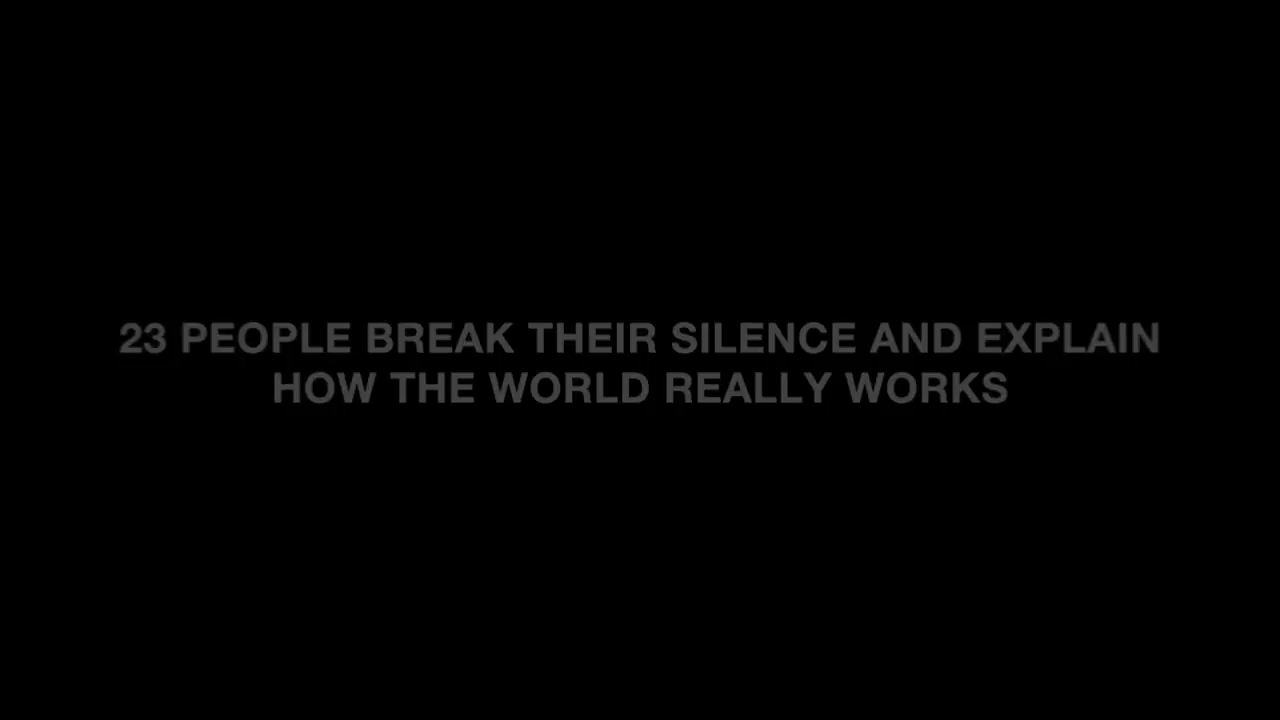 23 PEOPLE BREAK THEIR SILENCE AND EXPLAIN
HOW THE WORLD REALLY WORKS